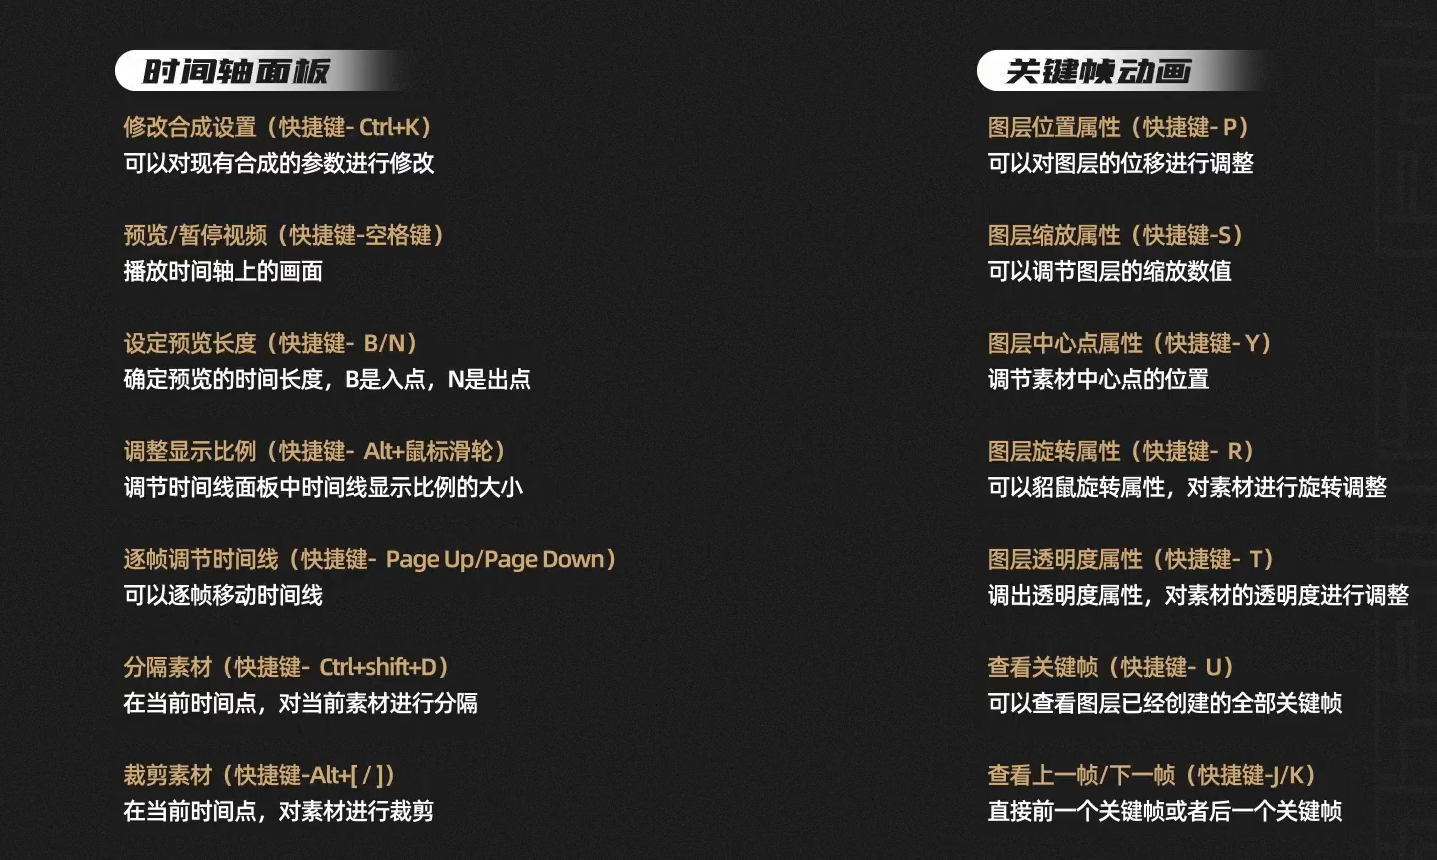 时间轴面板
修改合成设置（快捷键- Ctrl+K）
可以对现有合成的参数进行修改
预览/暂停视频（快捷键-空格键）
播放时间轴上的画面
设定预览长度（快捷键- B/N）
确定预览的时间长度，B是入点，N是出点
调整显示比例（快捷键- Alt+鼠标滑轮）
调节时间线面板中时间线显示比例的大小
逐帧调节时间线（快捷键- Page Up/Page Down）
可以逐帧移动时间线
分隔素材（快捷键- Ctrl+shift+D）
在当前时间点，对当前素材进行分隔
裁剪素材（快捷键-Alt+[ / ]）
在当前时间点，对素材进行裁剪
关键帧动画
图层位置属性（快捷键- P）
可以对图层的位移进行调整
图层缩放属性（快捷键-S）
可以调节图层的缩放数值
图层中心点属性（快捷键- Y）
调节素材中心点的位置
图层旋转属性（快捷键- R）
可以貂鼠旋转属性，对素材进行旋转调整
图层透明度属性（快捷键- T）
调出透明度属性，对素材的透明度进行调整
查看关键帧（快捷键- U）
可以查看图层已经创建的全部关键帧
查看上一帧/下一帧（快捷键-J/K）
直接前一个关键帧或者后一个关键帧